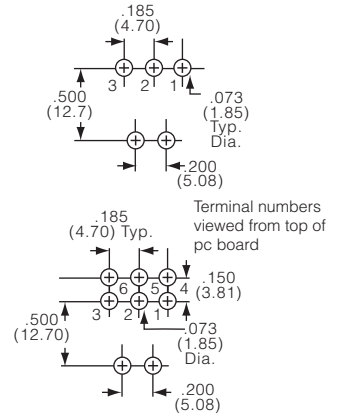 .185
(4.70)
3 2 1
.500
(12.7)
.073
(1.85)
Typ.
Dia.
.200
(5.08)
Terminal numbers
viewed from top of
pc board
.185
(4.70) Typ.
6 5 4
.150
(3.81)
3 2 1
.500
(12.70)
.073
(1.85)
Dia.
.200
(5.08)